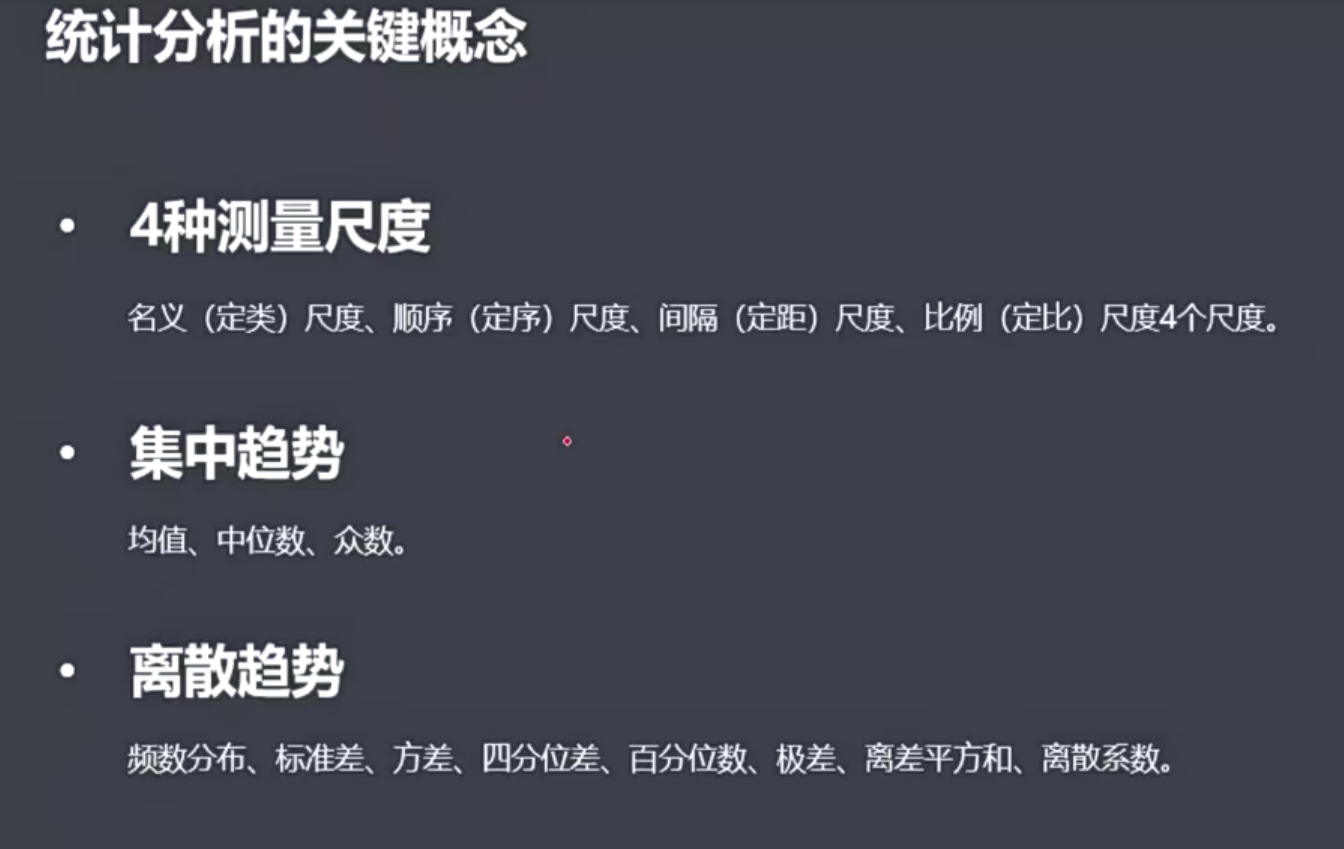 统计分析的关键概念
• 4种测量尺度
名义（定类）尺度、顺序（定序）尺度、间隔（定距）尺度、比例（定比）尺度4个尺度。
• 集中趋势
均值、中位数、众数。
• 离散趋势
频数分布、标准差、方差、四分位差、百分位数、极差、离差平方和、离散系数。